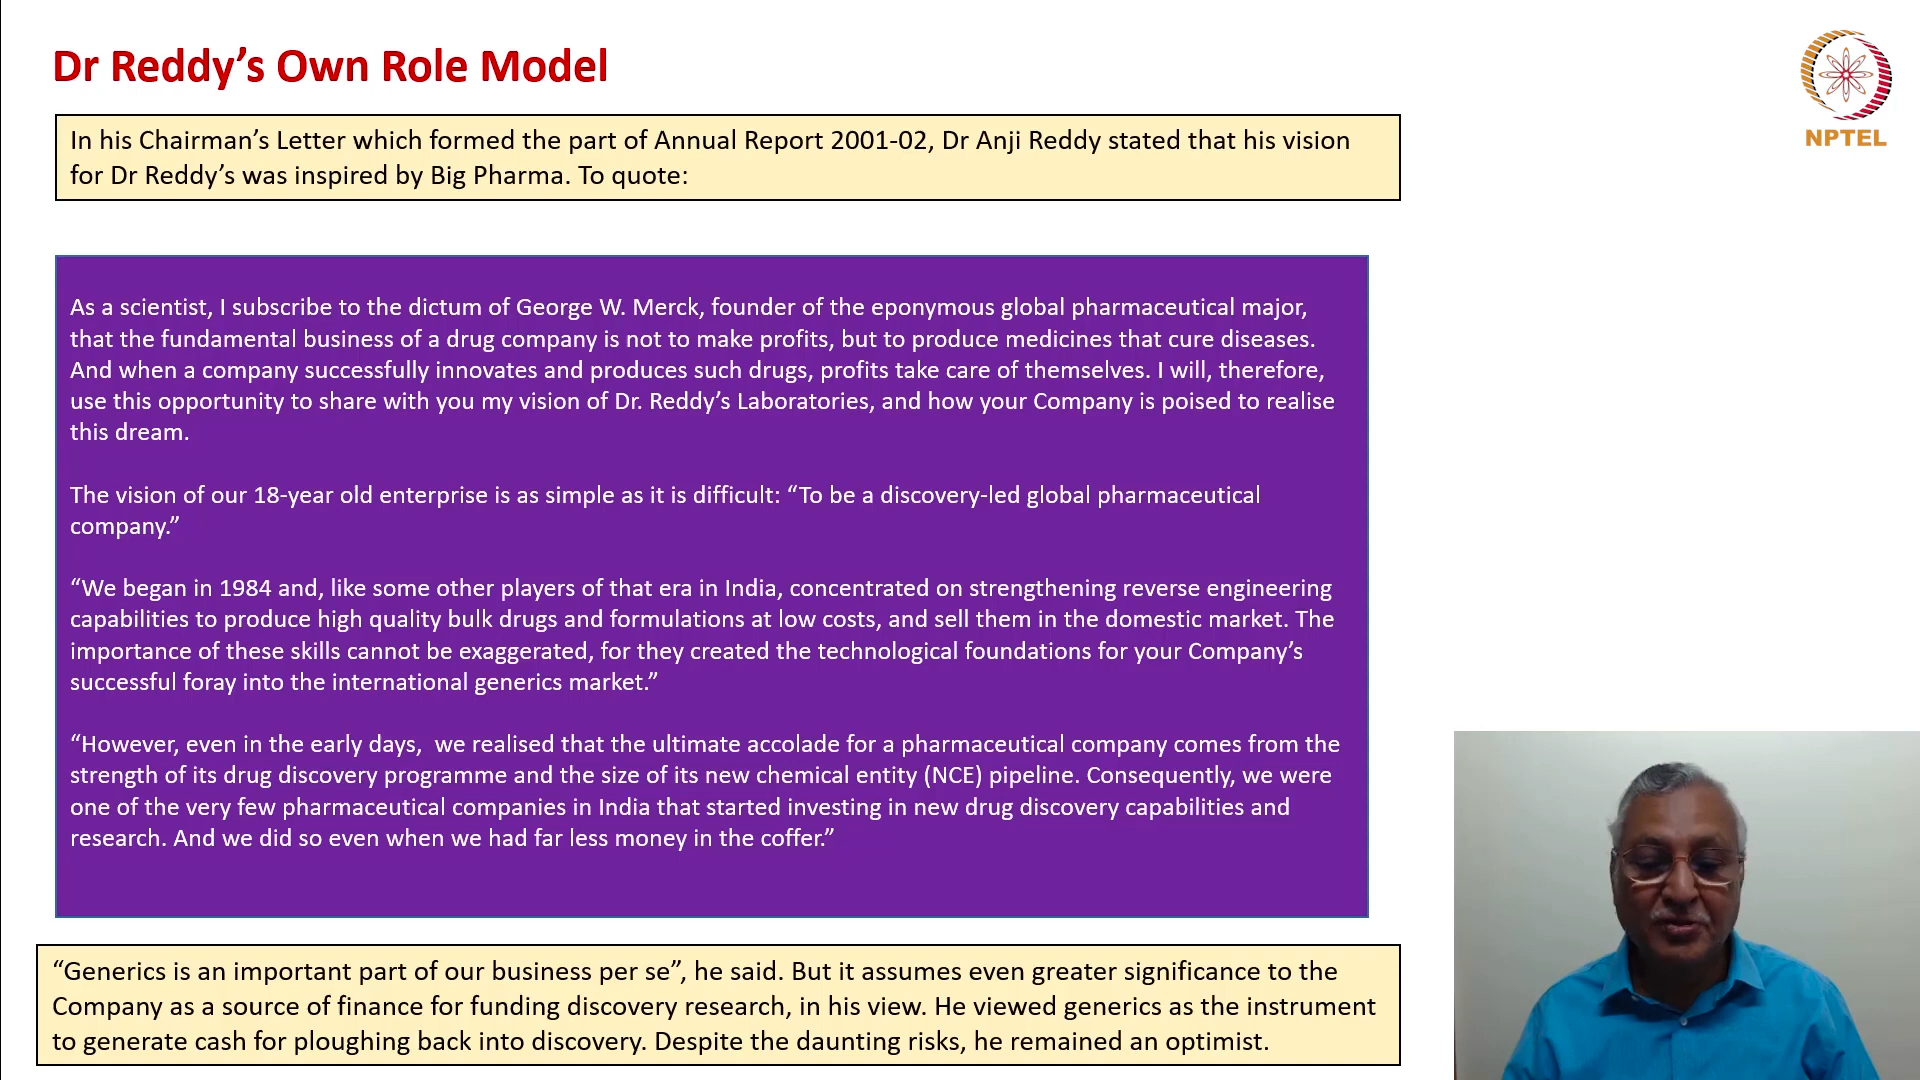 Dr Reddy’s Own Role Model
NPTEL
In his Chairman’s Letter which formed the part of Annual Report 2001-02, Dr Anji Reddy stated that his vision
for Dr Reddy’s was inspired by Big Pharma. To quote:
As a scientist, I subscribe to the dictum of George W. Merck, founder of the eponymous global pharmaceutical major,
that the fundamental business of a drug company is not to make profits, but to produce medicines that cure diseases.
And when a company successfully innovates and produces such drugs, profits take care of themselves. I will, therefore,
use this opportunity to share with you my vision of Dr. Reddy’s Laboratories, and how your Company is poised to realise
this dream.
The vision of our 18-year old enterprise is as simple as it is difficult: “To be a discovery-led global pharmaceutical
company.”
“We began in 1984 and, like some other players of that era in India, concentrated on strengthening reverse engineering
capabilities to produce high quality bulk drugs and formulations at low costs, and sell them in the domestic market. The
importance of these skills cannot be exaggerated, for they created the technological foundations for your Company’s
successful foray into the international generics market.”
“However, even in the early days,  we realised that the ultimate accolade for a pharmaceutical company comes from the
strength of its drug discovery programme and the size of its new chemical entity (NCE) pipeline. Consequently, we were
one of the very few pharmaceutical companies in India that started investing in new drug discovery capabilities and
research. And we did so even when we had far less money in the coffer.”
“Generics is an important part of our business per se”, he said. But it assumes even greater significance to the
Company as a source of finance for funding discovery research, in his view. He viewed generics as the instrument
to generate cash for ploughing back into discovery. Despite the daunting risks, he remained an optimist.